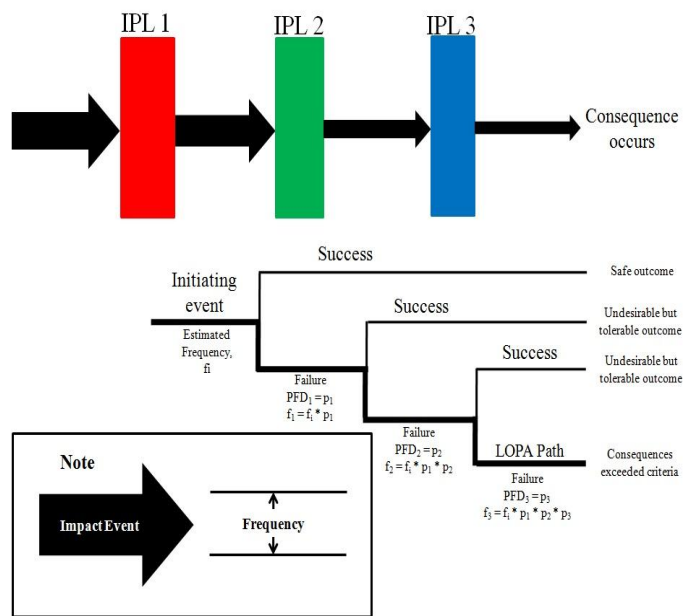 IPL 1
IPL 2
IPL 3
Consequence
occurs
Success
Safe outcome
Initiating
event
Estimated
Frequency,
fi
Success
Undesirable but
tolerable outcome
Failure
PFD₁ = p₁
f₁ = fᵢ * p₁
Success
Undesirable but
tolerable outcome
Failure
PFD₂ = p₂
f₂ = fᵢ * p₁ * p₂
LOPA Path
Consequences
exceeded criteria
Failure
PFD₃ = p₃
f₃ = fᵢ * p₁ * p₂ * p₃
Note
Impact Event
Frequency